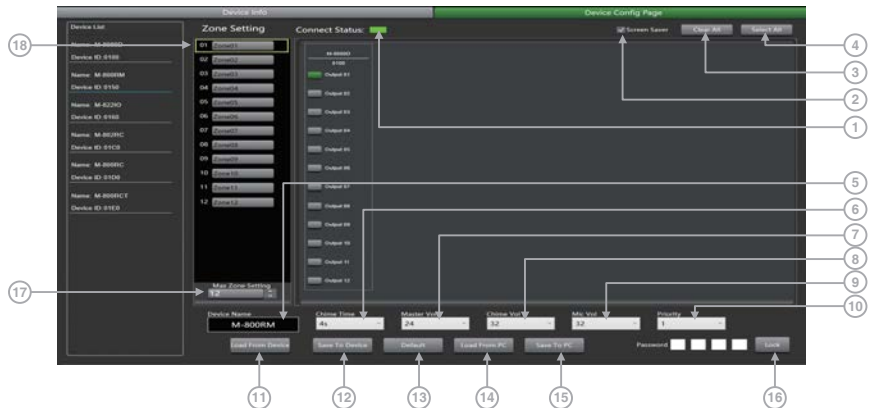 Device Info
Device Config Page
Device List
Name: M-8080D
Device ID: 0100
Name: M-800RM
Device ID: 0150
Name: M-822IO
Device ID: 0160
Name: M-802RC
Device ID: 01C0
Name: M-800RC
Device ID: 01D0
Name: M-800RCT
Device ID: 01E0
Zone Setting
01 Zone01
02 Zone02
03 Zone03
04 Zone04
05 Zone05
06 Zone06
07 Zone07
08 Zone08
09 Zone09
10 Zone10
11 Zone11
12 Zone12
Max Zone Setting
12
Connect Status:
Screen Saver
Clear All
Select All
M-8080D
0100
Output 01
Output 02
Output 03
Output 04
Output 05
Output 06
Output 07
Output 08
Output 09
Output 10
Output 11
Output 12
Device Name
M-800RM
Chime Time
4s
Master Vol
24
Chime Vol
32
Mic Vol
32
Priority
1
Load From Device
Save To Device
Default
Load From PC
Save To PC
Password
Lock
1
2
3
4
5
6
7
8
9
10
11
12
13
14
15
16
17
18